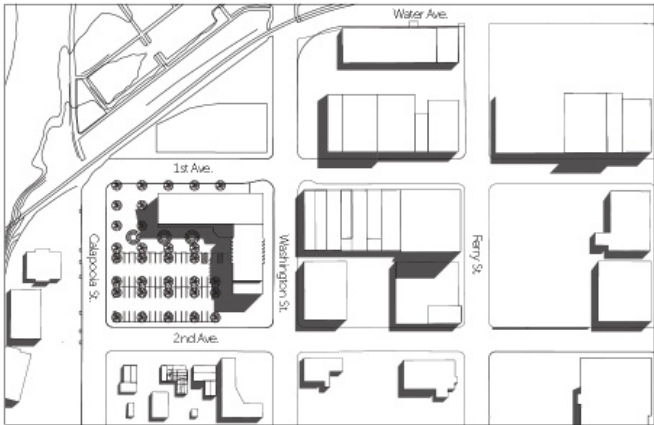 Water Ave.
1st Ave.
Calapooia St.
Washington St.
Ferry St.
2nd Ave.